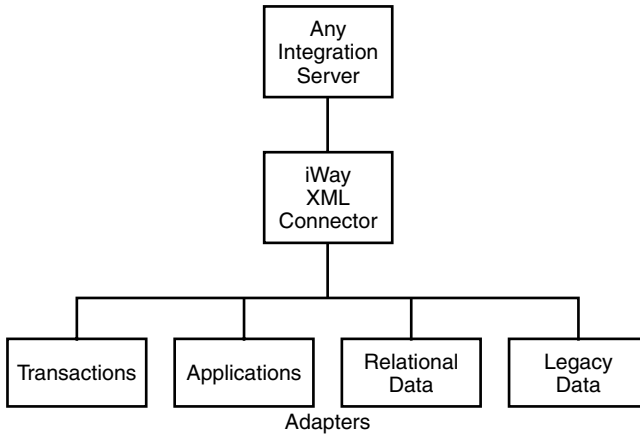 Any
Integration
Server
iWay
XML
Connector
Transactions
Applications
Relational
Data
Legacy
Data
Adapters